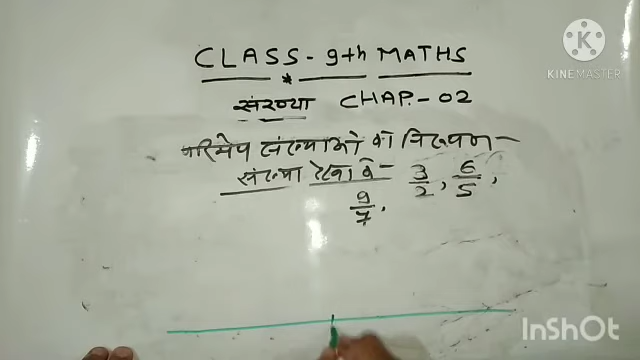 CLASS - 9th MATHS
संख्या CHAP. - 02
परिमेय संख्याओं का निरूपण -
संख्या रेखा पे - 3/2, 6/5,
9/7,
KINEMASTER
InShOt